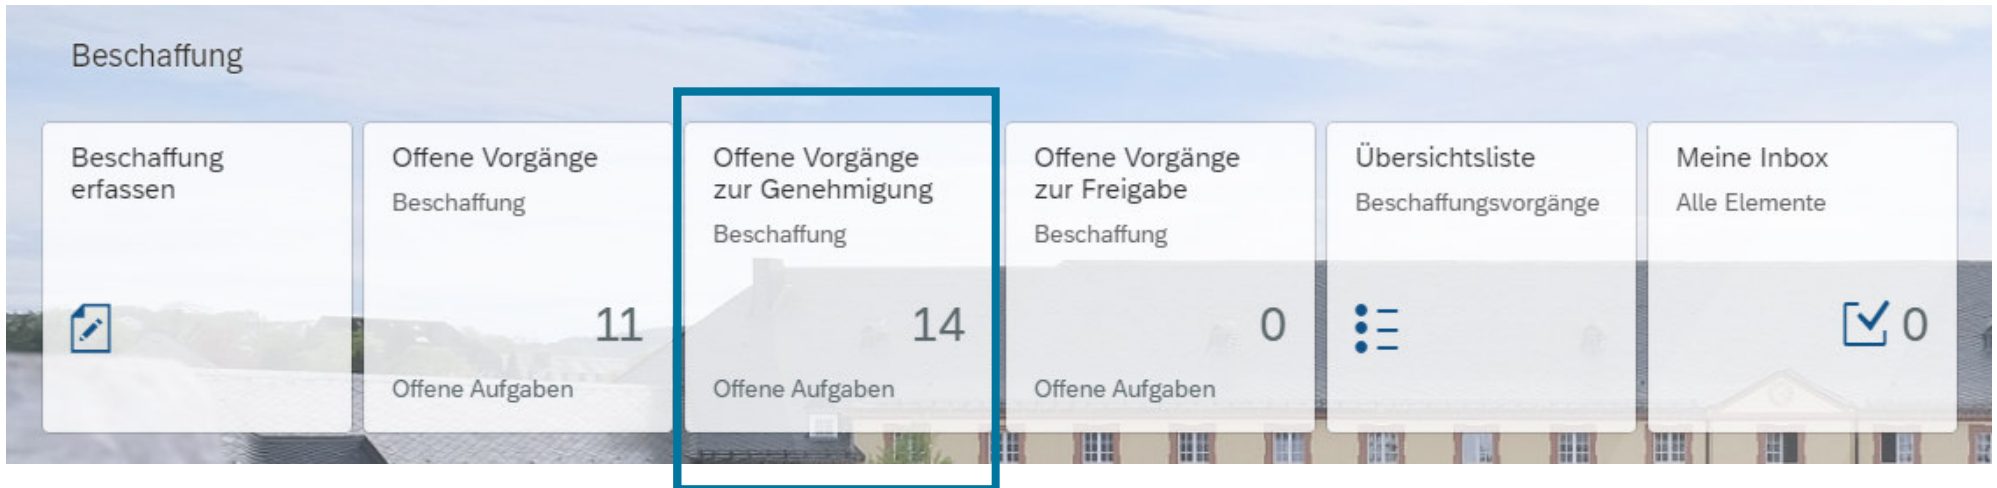 Beschaffung
Beschaffung
erfassen
Offene Vorgänge
Beschaffung
11
Offene Aufgaben
Offene Vorgänge
zur Genehmigung
Beschaffung
14
Offene Aufgaben
Offene Vorgänge
zur Freigabe
Beschaffung
0
Offene Aufgaben
Übersichtsliste
Beschaffungsvorgänge
Meine Inbox
Alle Elemente
0